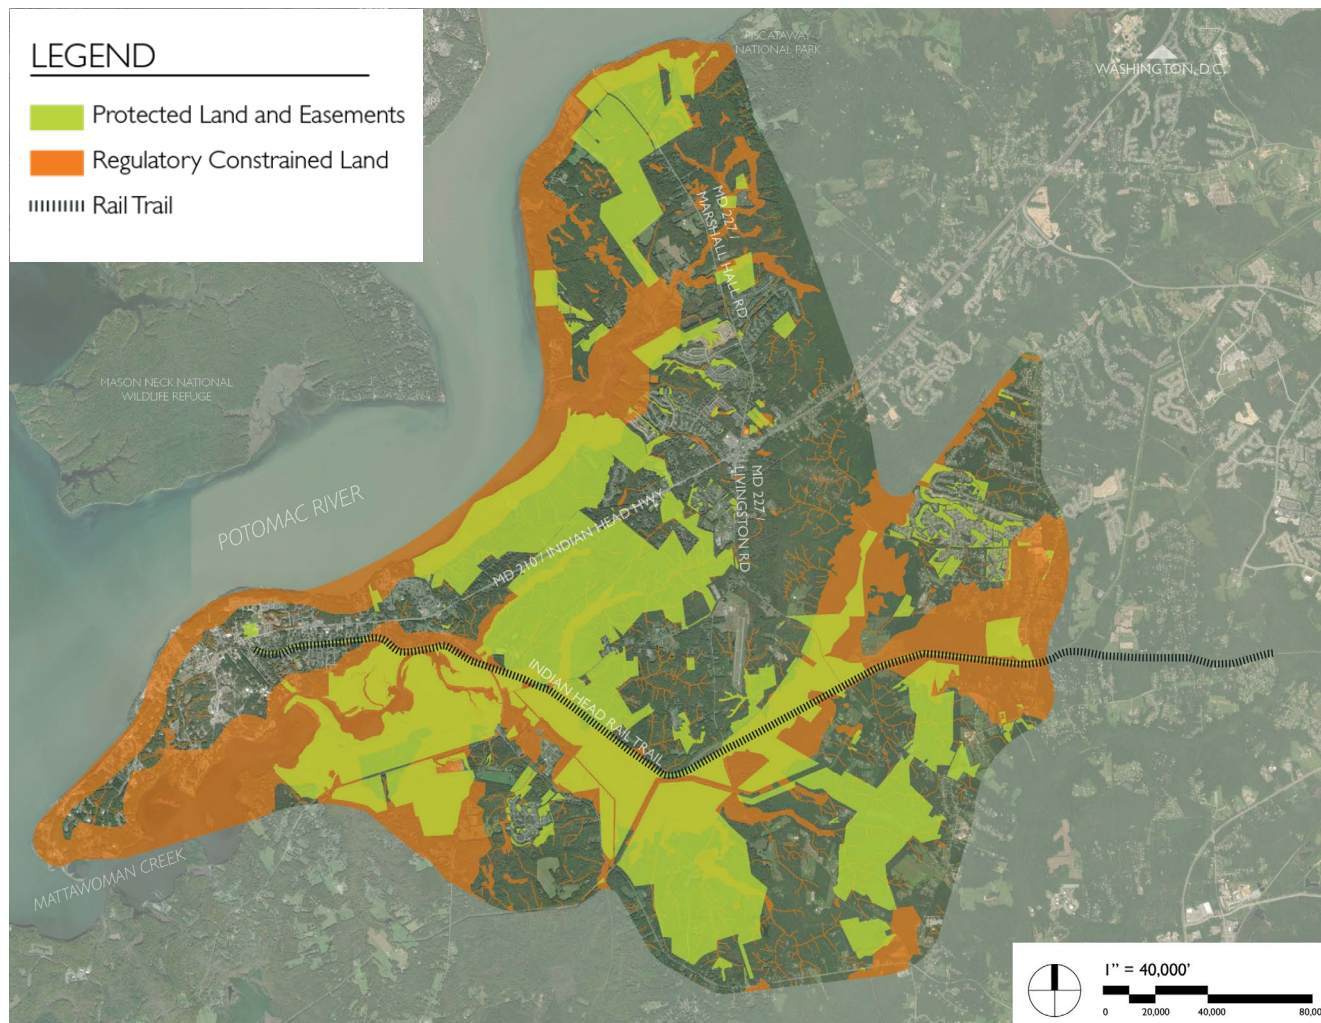 LEGEND
Protected Land and Easements
Regulatory Constrained Land
Rail Trail
PISCATAWAY
NATIONAL PARK
WASHINGTON, D.C.
MD 227 /
MARSHALL HALL RD
MASON NECK NATIONAL
WILDLIFE REFUGE
POTOMAC RIVER
MD 210 / INDIAN HEAD HWY
MD 227 /
LIVINGSTON RD
INDIAN HEAD RAIL TRAIL
MATTAWOMAN CREEK
1" = 40,000'
0 20,000 40,000 80,00